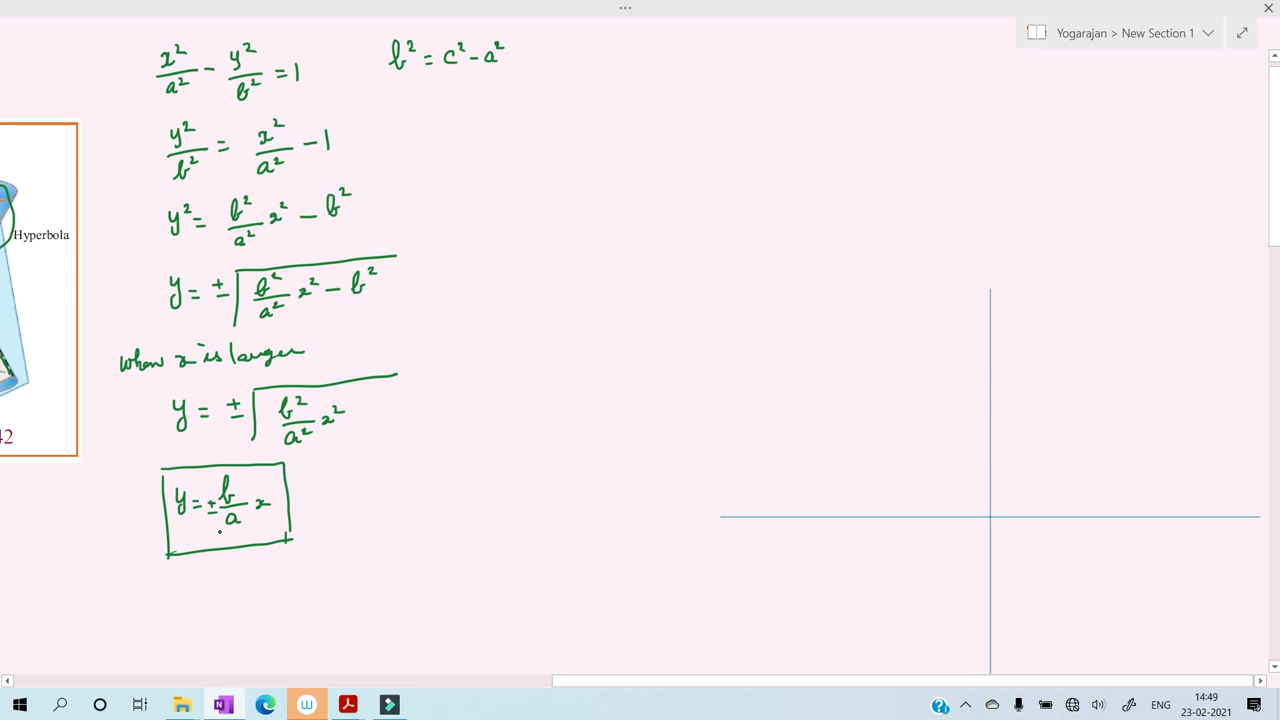 Yogarajan > New Section 1
x²/a² - y²/b² = 1
b² = c² - a²
y²/b² = x²/a² - 1
y² = b²/a² x² - b²
Hyperbola
y = ± √(b²/a² x² - b²)
when x is larger
y = ± √(b²/a² x²)
42
y = ± b/a x
ENG
14:49
23-02-2021